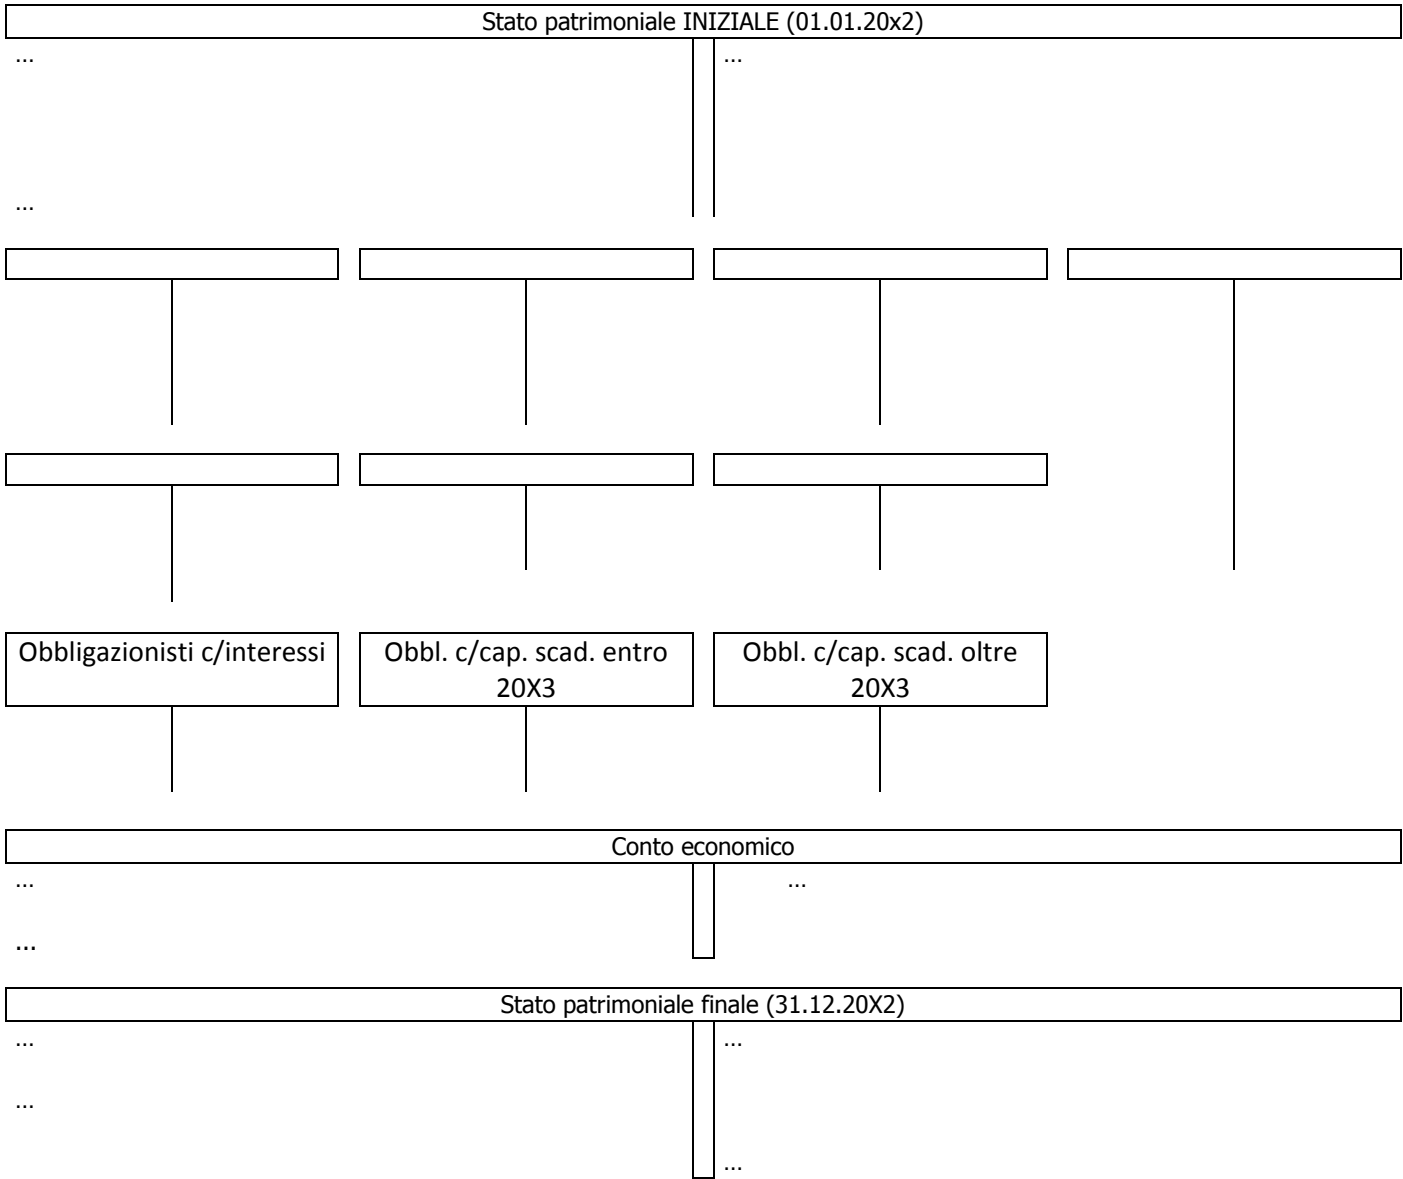 Stato patrimoniale INIZIALE (01.01.20x2)
... ...
...
Obbligazionisti c/interessi
Obbl. c/cap. scad. entro
20X3
Obbl. c/cap. scad. oltre
20X3
Conto economico
... ...
...
Stato patrimoniale finale (31.12.20X2)
... ...
...
...